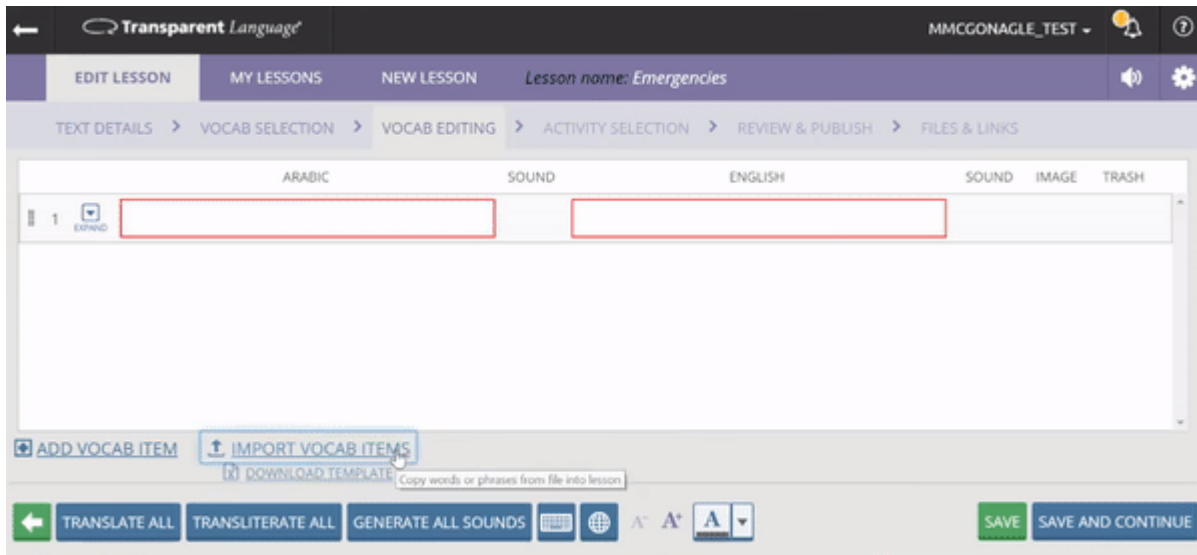 Transparent Language
MMCGONAGLE_TEST
EDIT LESSON MY LESSONS NEW LESSON Lesson name: Emergencies
TEXT DETAILS > VOCAB SELECTION > VOCAB EDITING > ACTIVITY SELECTION > REVIEW & PUBLISH > FILES & LINKS
ARABIC SOUND ENGLISH SOUND IMAGE TRASH
1 EXPAND
ADD VOCAB ITEM IMPORT VOCAB ITEMS
DOWNLOAD TEMPLATE Copy words or phrases from file into lesson
TRANSLATE ALL TRANSLITERATE ALL GENERATE ALL SOUNDS A- A+ A SAVE SAVE AND CONTINUE